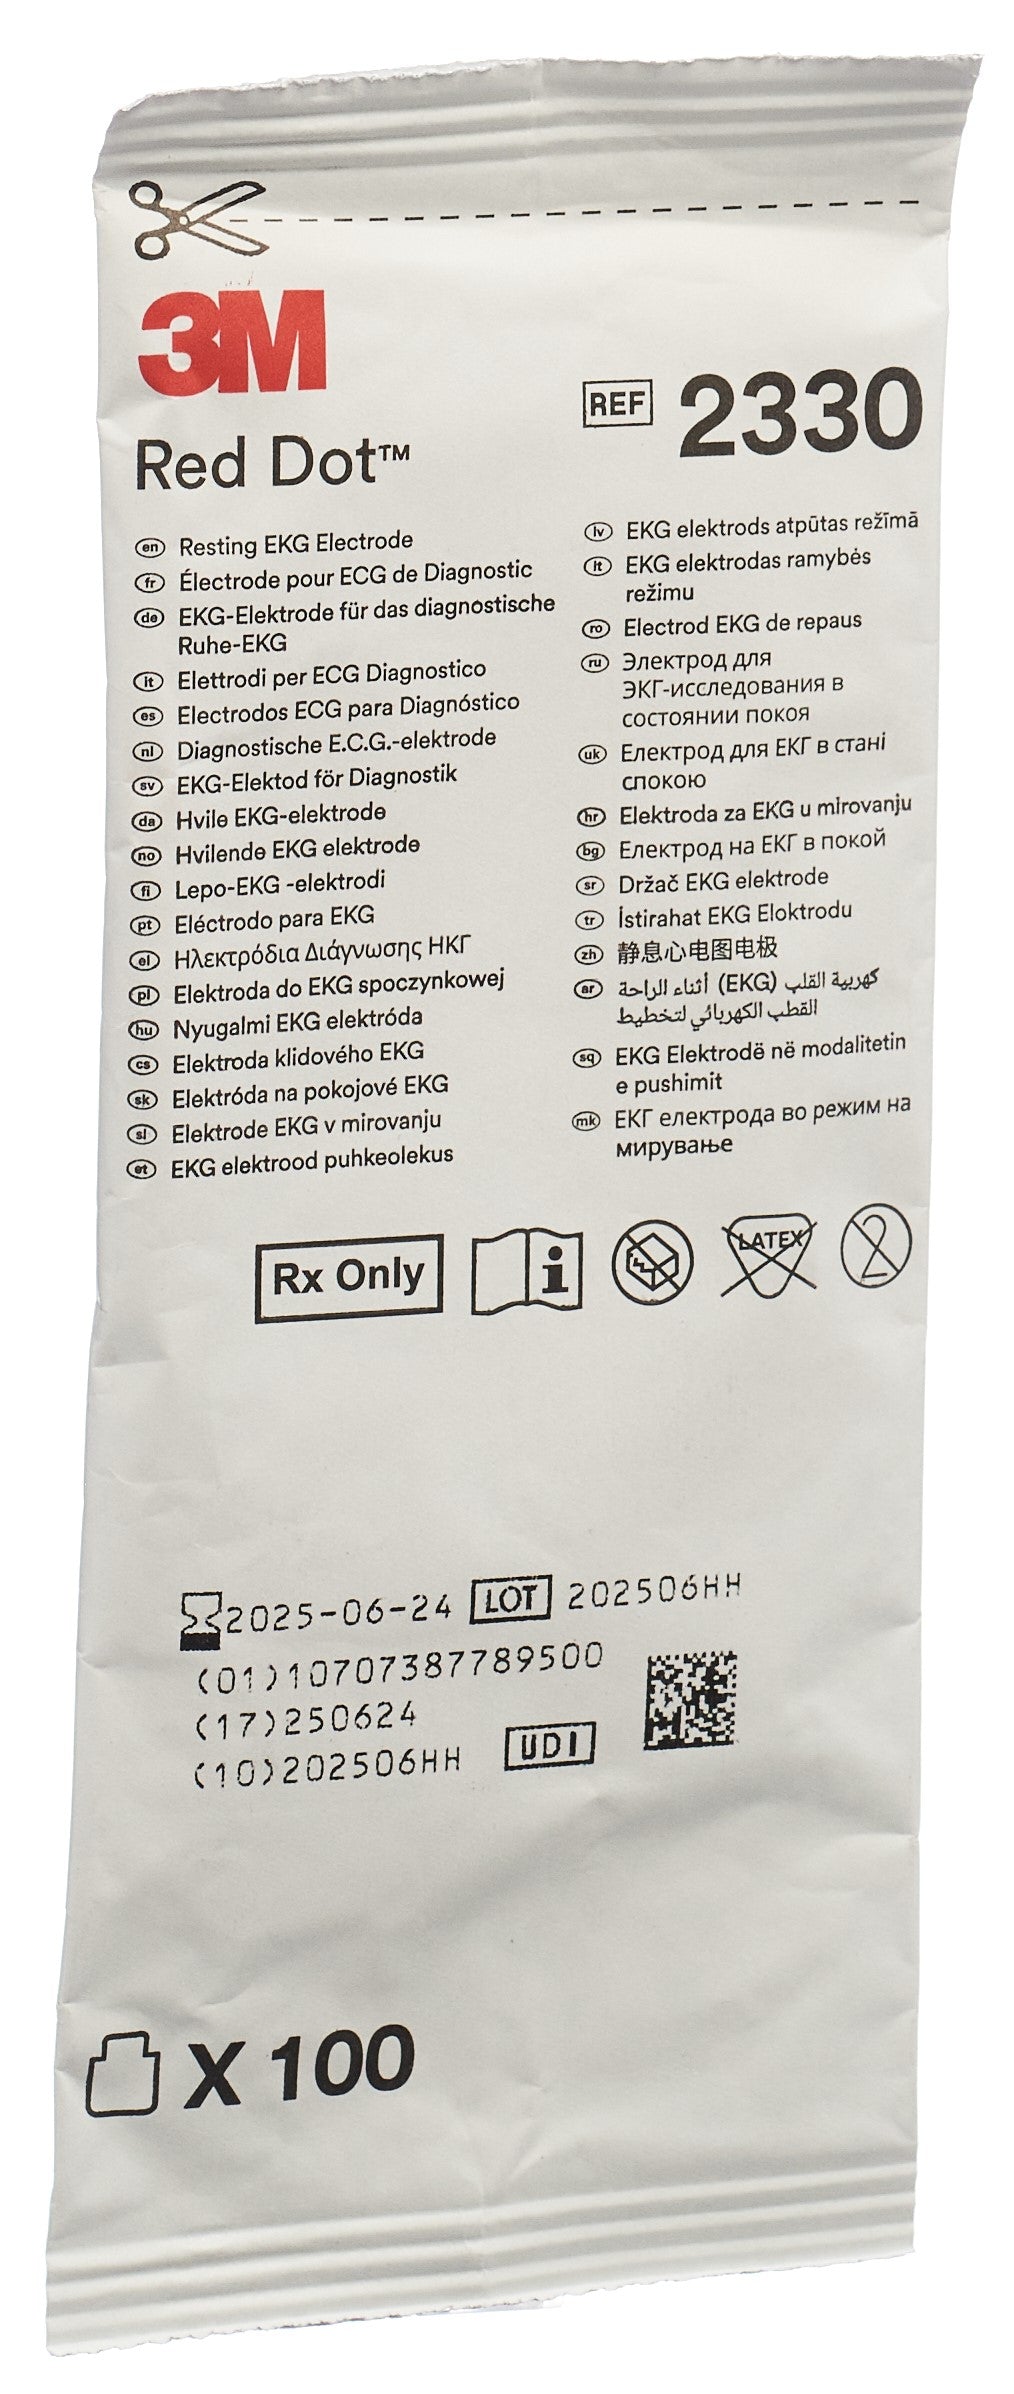 3M
Red Dot™
REF 2330
en Resting EKG Electrode
fr Électrode pour ECG de Diagnostic
de EKG-Elektrode für das diagnostische
Ruhe-EKG
it Elettrodi per ECG Diagnostico
es Electrodos ECG para Diagnóstico
nl Diagnostische E.C.G.-elektrode
sv EKG-Elektod för Diagnostik
da Hvile EKG-elektrode
no Hvilende EKG elektrode
fi Lepo-EKG -elektrodi
pt Eléctrodo para EKG
el Ηλεκτρόδια Διάγνωσης ΗΚΓ
pl Elektroda do EKG spoczynkowej
hu Nyugalmi EKG elektróda
cs Elektroda klidového EKG
sk Elektróda na pokojové EKG
sl Elektrode EKG v mirovanju
et EKG elektrood puhkeolekus
lv EKG elektrods atpūtas režīmā
lt EKG elektrodas ramybės
režimu
ro Electrod EKG de repaus
ru Электрод для
ЭКГ-исследования в
состоянии покоя
uk Електрод для ЕКГ в стані
спокою
hr Elektroda za EKG u mirovanju
bg Електрод на ЕКГ в покой
sr Držač EKG elektrode
tr İstirahat EKG Eloktrodu
zh 静息心电图电极
ar كهربية القلب (EKG) أثناء الراحة
القطب الكهربائي لتخطيط
sq EKG Elektrodë në modalitetin
e pushimit
mk ЕКГ електрода во режим на
мирување
Rx Only
LATEX
2
2025-06-24 LOT 202506HH
(01)10707387789500
(17)250624
(10)202506HH UDI
X 100